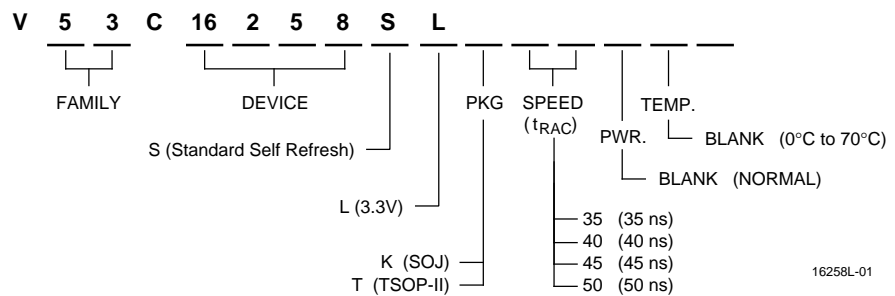 V 5 3 C 16 2 5 8 S L
FAMILY DEVICE PKG SPEED TEMP.
(tRAC) PWR.
BLANK (0°C to 70°C)
S (Standard Self Refresh)
BLANK (NORMAL)
L (3.3V)
35 (35 ns)
40 (40 ns)
K (SOJ) 45 (45 ns)
T (TSOP-II) 50 (50 ns)
16258L-01